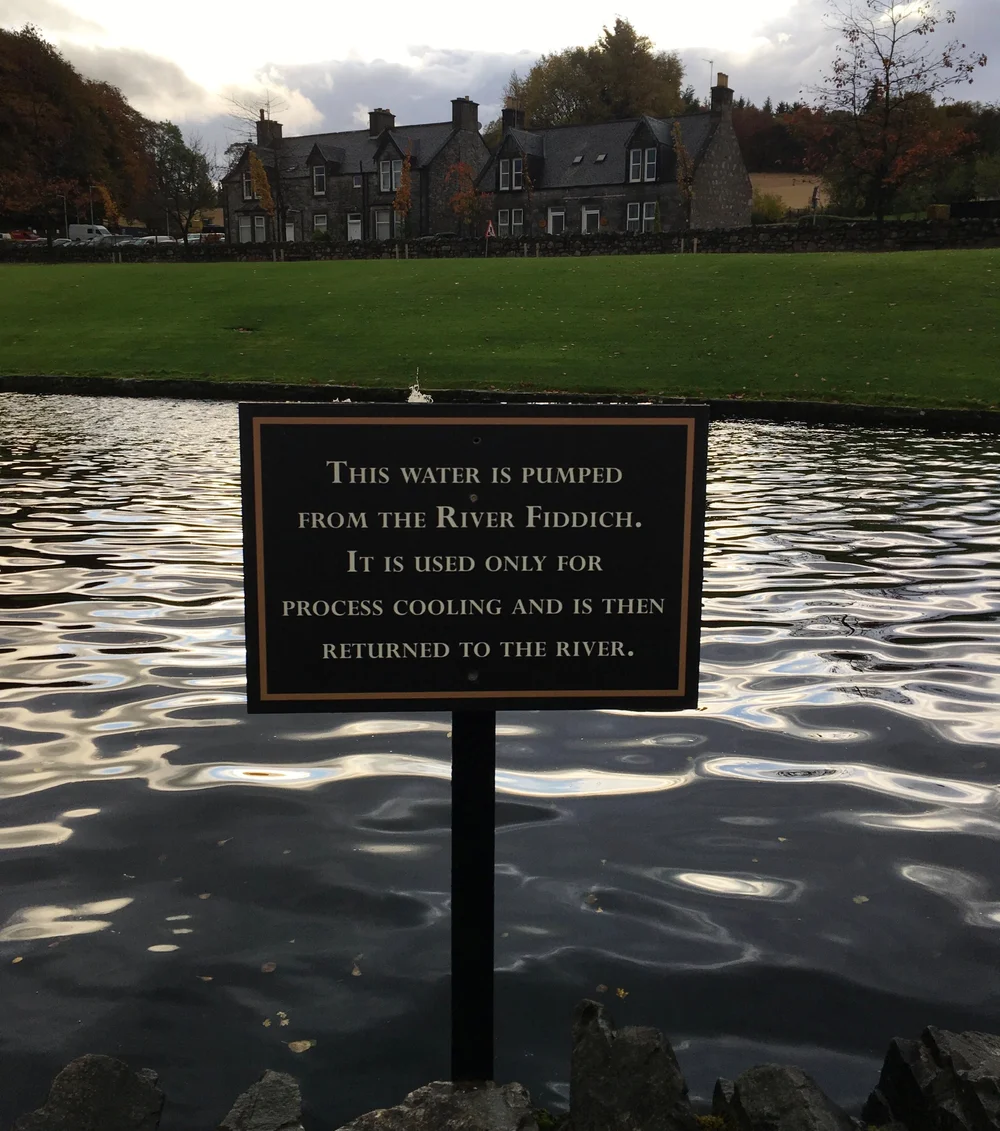 This water is pumped
from the River Fiddich.
It is used only for
process cooling and is then
returned to the river.